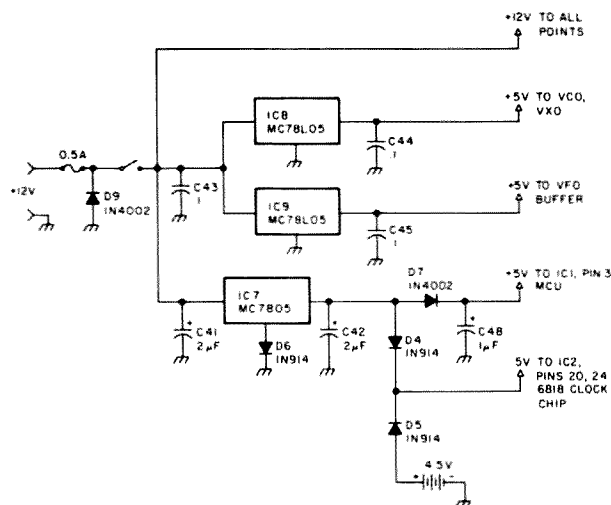 +12V TO ALL
POINTS
IC8
MC78L05
+5V TO VCO,
VXO
C44
.1
0.5A
+12V
D9
1N4002
C43
.1
IC9
MC78L05
+5V TO VFO
BUFFER
C45
.1
IC7
MC7805
D7
1N4002
+5V TO IC1, PIN 3
MCU
+
C41
2µF
D6
1N914
+
C42
2µF
D4
1N914
+
C48
1µF
5V TO IC2,
PINS 20, 24
6818 CLOCK
CHIP
D5
1N914
4.5V
+ -